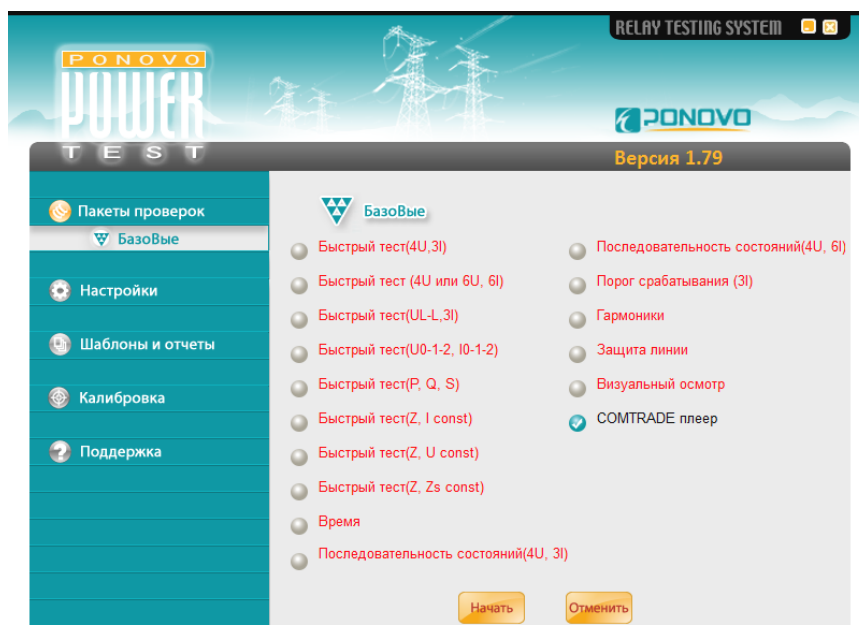 RELAY TESTING SYSTEM
PONOVO
POWER
TEST
PONOVO
Версия 1.79
Пакеты проверок
БазоВые
Настройки
Шаблоны и отчеты
Калибровка
Поддержка
БазоВые
Быстрый тест(4U,3I)
Быстрый тест (4U или 6U, 6I)
Быстрый тест(UL-L,3I)
Быстрый тест(U0-1-2, I0-1-2)
Быстрый тест(P, Q, S)
Быстрый тест(Z, I const)
Быстрый тест(Z, U const)
Быстрый тест(Z, Zs const)
Время
Последовательность состояний(4U, 3I)
Последовательность состояний(4U, 6I)
Порог срабатывания (3I)
Гармоники
Защита линии
Визуальный осмотр
COMTRADE плеер
Начать
Отменить